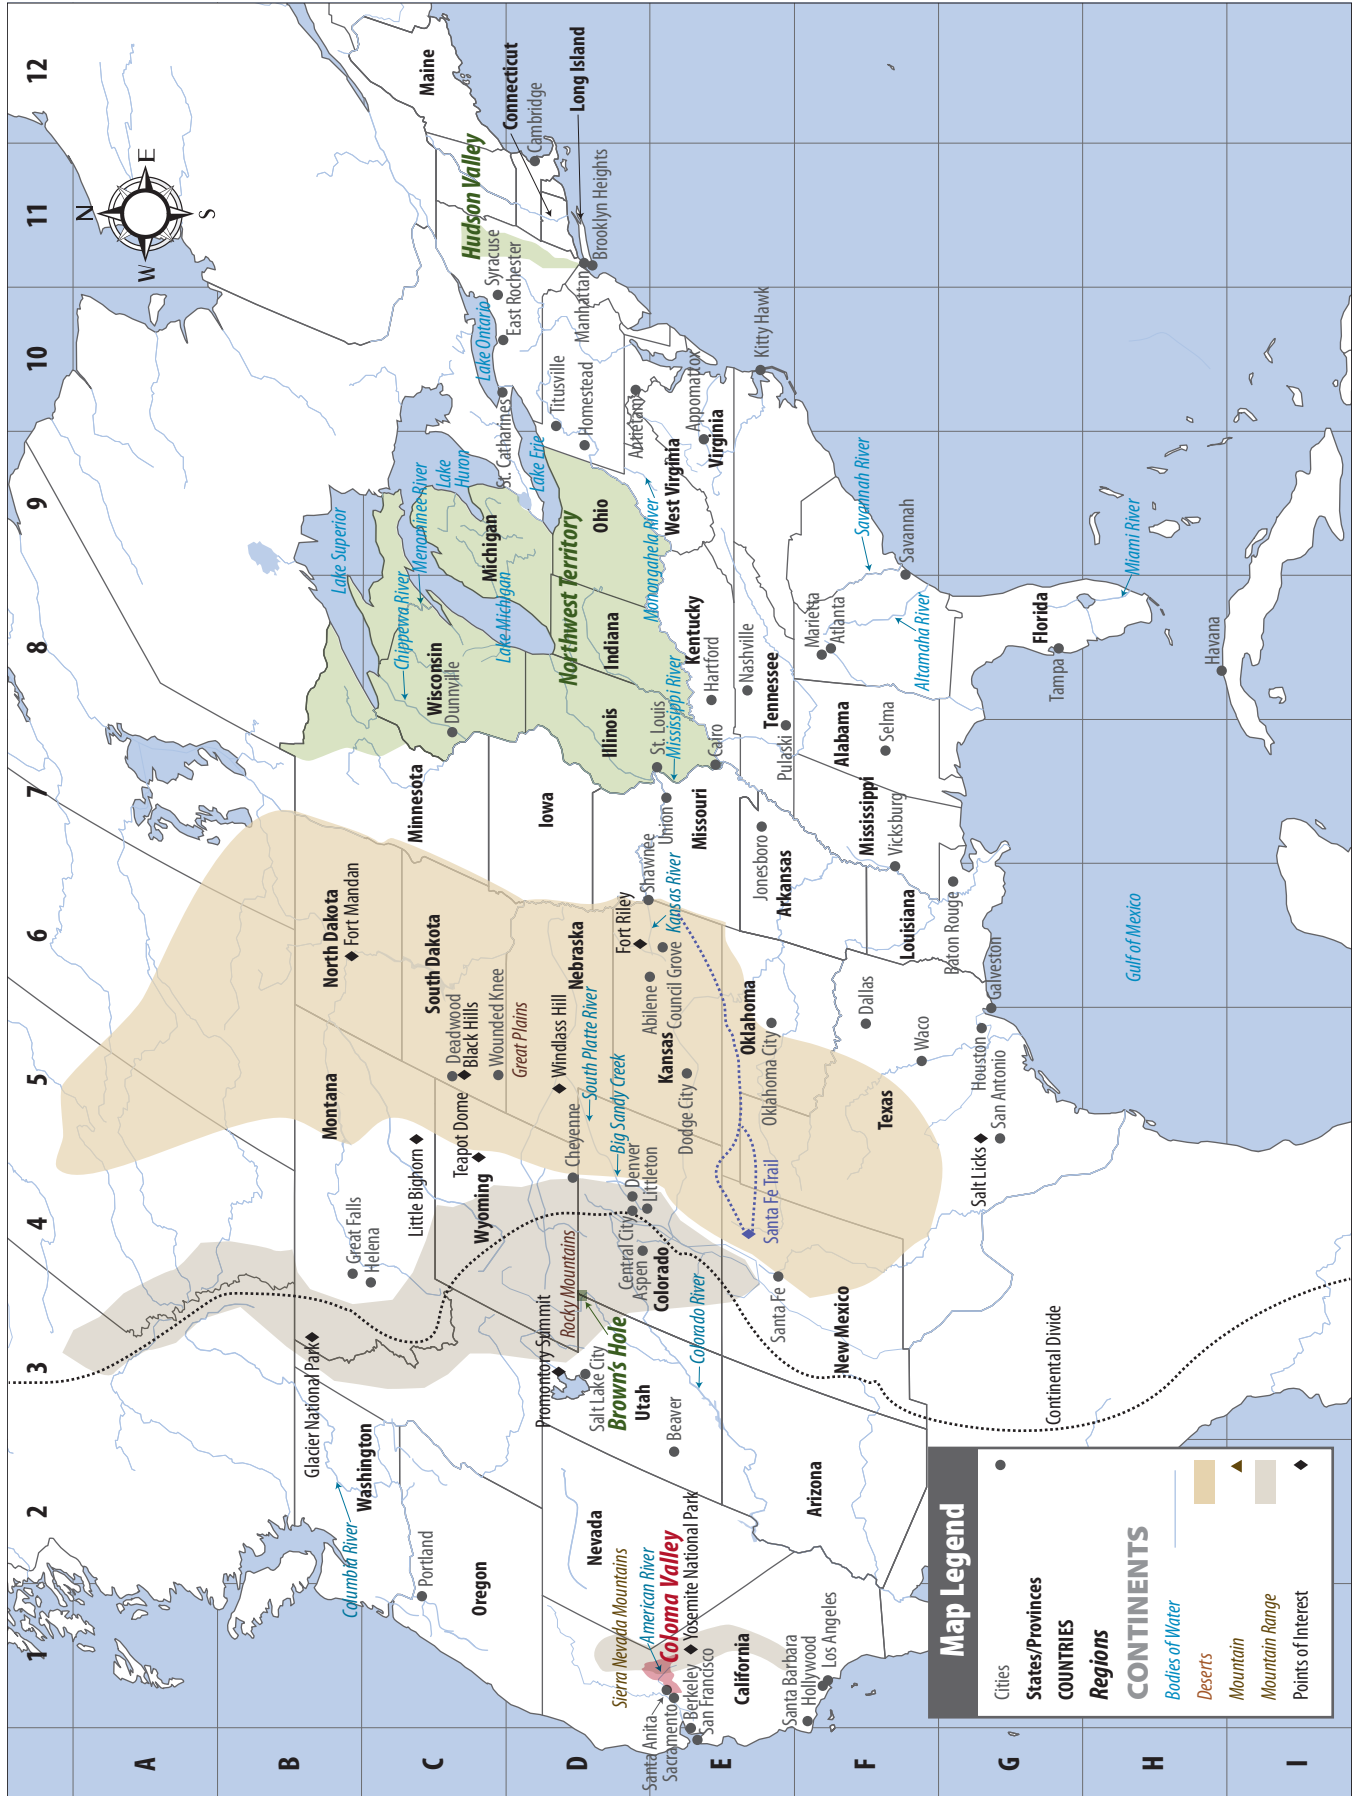 1
2
3
4
5
6
7
8
9
10
11
12
A
B
C
D
E
F
G
H
I
N
E
S
W
Glacier National Park
Columbia River
Washington
Portland
Oregon
Great Falls
Helena
Montana
Little Bighorn
Teapot Dome
Wyoming
North Dakota
Fort Mandan
South Dakota
Deadwood
Black Hills
Wounded Knee
Great Plains
Minnesota
Iowa
Lake Superior
Chippewa River
Menominee River
Wisconsin
Dunnville
Lake Michigan
Michigan
Lake
Huron
St. Catharines
Lake Erie
Lake Ontario
Syracuse
East Rochester
Hudson Valley
Maine
Connecticut
Cambridge
Long Island
Brooklyn Heights
Manhattan
Titusville
Homestead
Antietam
Northwest Territory
Ohio
Indiana
Illinois
Monongahela River
West Virginia
Appomattox
Virginia
Kitty Hawk
Kentucky
Hartford
Nashville
Tennessee
Pulaski
St. Louis
Mississippi River
Cairo
Union
Missouri
Jonesboro
Arkansas
Shawnee
Kansas River
Fort Riley
Nebraska
Windlass Hill
South Platte River
Big Sandy Creek
Abilene
Council Grove
Kansas
Dodge City
Cheyenne
Denver
Littleton
Central City
Aspen
Colorado
Rocky Mountains
Promontory Summit
Salt Lake City
Brown's Hole
Utah
Beaver
Colorado River
Nevada
Sierra Nevada Mountains
American River
Coloma Valley
Yosemite National Park
Santa Anita
Sacramento
Berkeley
San Francisco
California
Santa Barbara
Hollywood
Los Angeles
Arizona
New Mexico
Santa Fe
Santa Fe Trail
Oklahoma
Oklahoma City
Texas
Dallas
Waco
Houston
San Antonio
Salt Licks
Galveston
Louisiana
Baton Rouge
Mississippi
Vicksburg
Alabama
Selma
Marietta
Atlanta
Altamaha River
Savannah River
Savannah
Florida
Tampa
Miami River
Havana
Gulf of Mexico
Continental Divide
Map Legend
Cities
States/Provinces
COUNTRIES
Regions
CONTINENTS
Bodies of Water
Deserts
Mountain
Mountain Range
Points of Interest